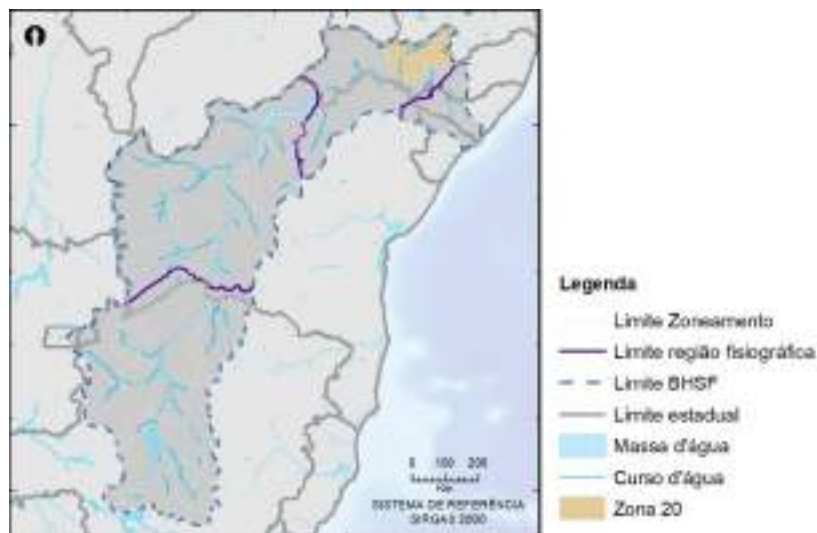 0 100 200
Km
SISTEMA DE REFERÊNCIA
SIRGAS 2000
Legenda
Limite Zoneamento
Limite região fisiográfica
Limite BHSF
Limite estadual
Massa d'água
Curso d'água
Zona 20